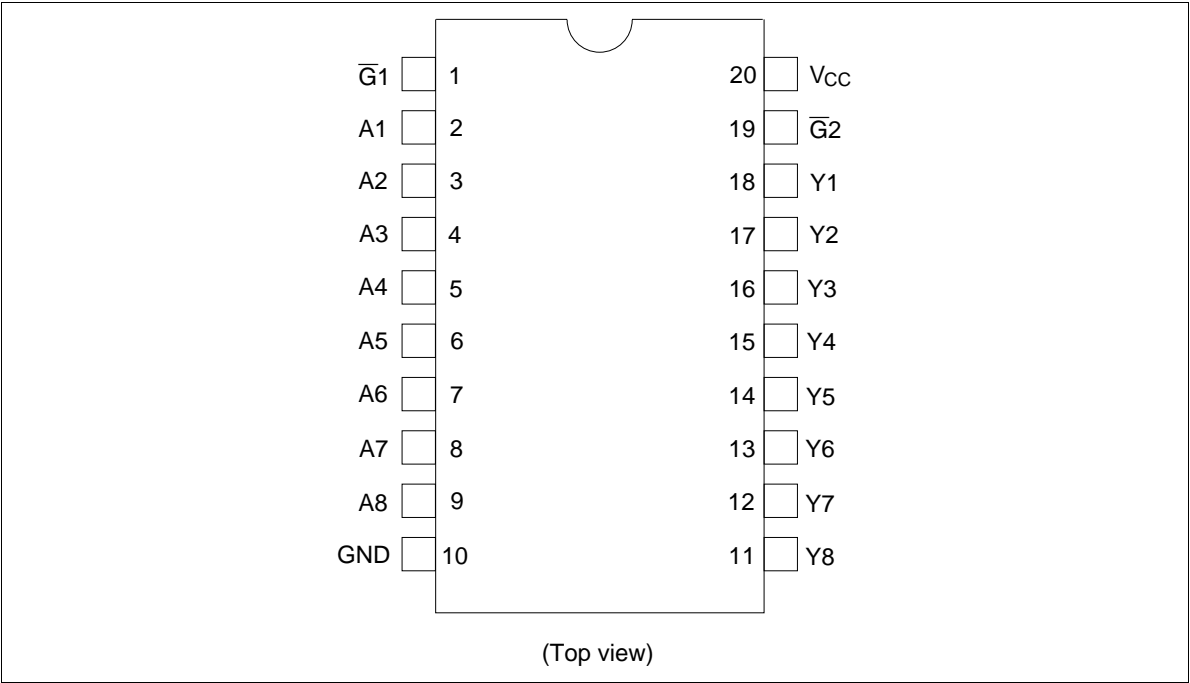 G̅1 1 20 VCC
A1 2 19 G̅2
A2 3 18 Y1
A3 4 17 Y2
A4 5 16 Y3
A5 6 15 Y4
A6 7 14 Y5
A7 8 13 Y6
A8 9 12 Y7
GND 10 11 Y8
(Top view)